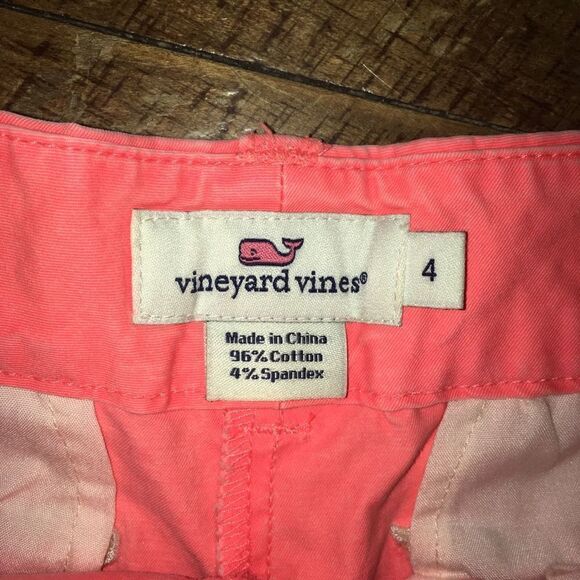 vineyard vines®
4
Made in China
96% Cotton
4% Spandex